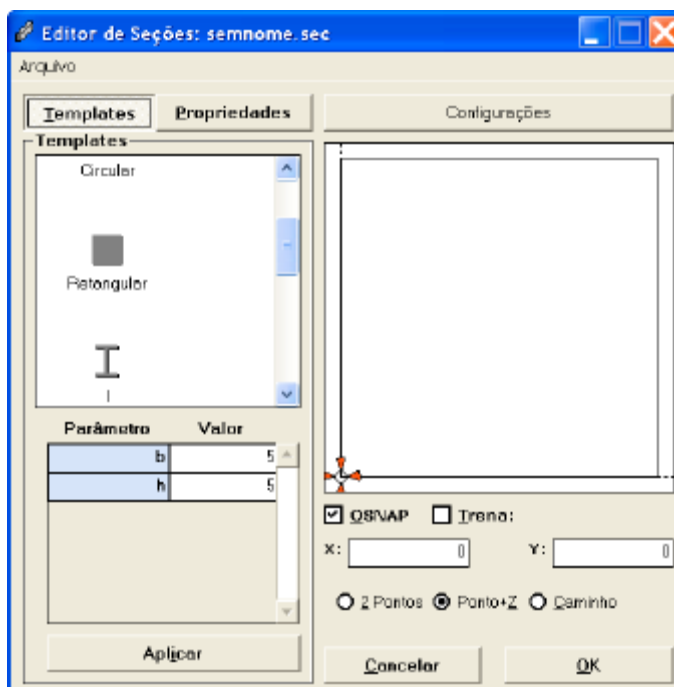 Editor de Seções: semnome.sec
Arquivo
Templates Propriedades Configurações
Templates
Circular
Retangular
I
Parâmetro Valor
b 5
h 5
OSNAP Trena:
X: 0 Y: 0
2 Pontos Ponto+Z Caminho
Aplicar
Cancelar OK